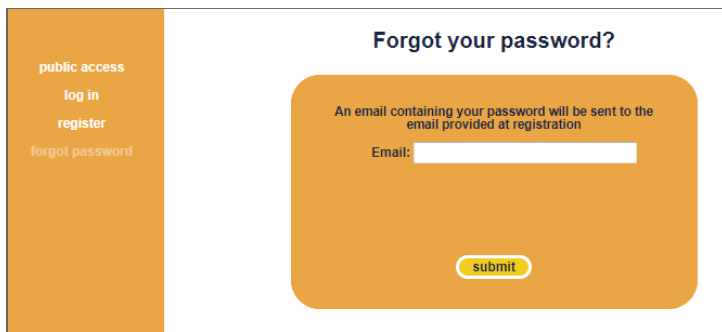 public access
log in
register
forgot password
Forgot your password?
An email containing your password will be sent to the
email provided at registration
Email:
submit